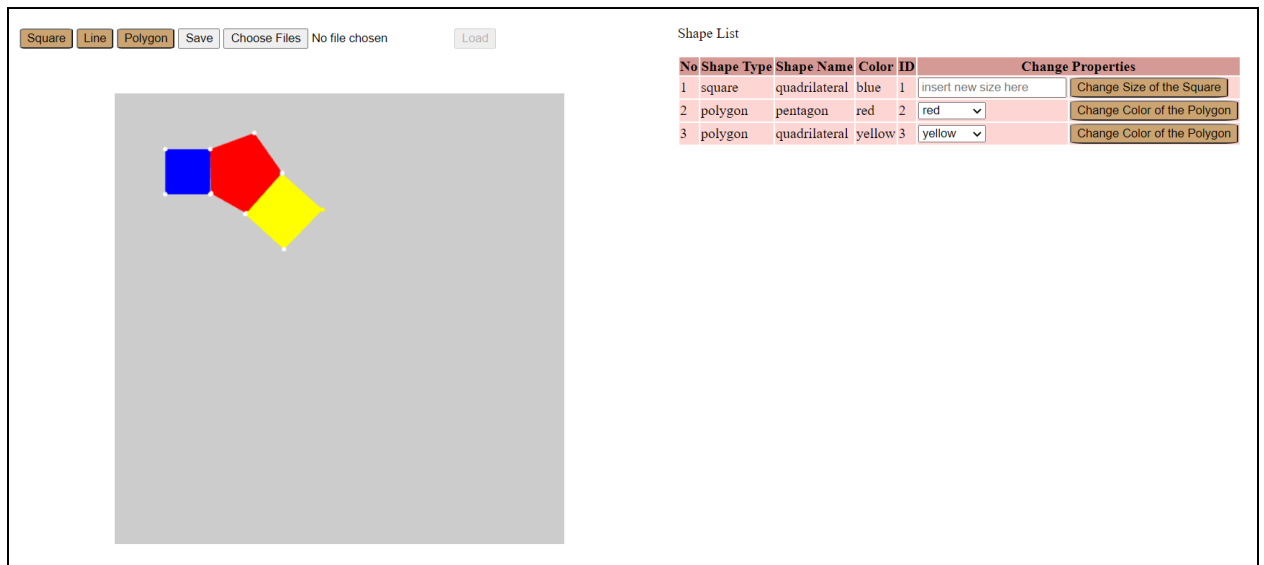 Square Line Polygon Save Choose Files No file chosen Load
Shape List
No Shape Type Shape Name Color ID Change Properties
1 square quadrilateral blue 1 insert new size here Change Size of the Square
2 polygon pentagon red 2 red Change Color of the Polygon
3 polygon quadrilateral yellow 3 yellow Change Color of the Polygon